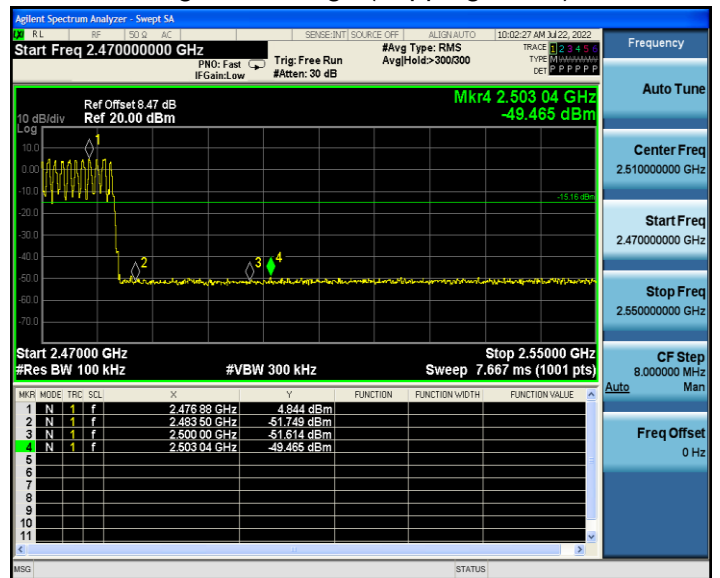 Agilent Spectrum Analyzer - Swept SA
RL RF 50 Ω AC SENSE:INT SOURCE OFF ALIGN AUTO 10:02:27 AM Jul 22, 2022
Start Freq 2.470000000 GHz
PNO: Fast
IFGain:Low
Trig: Free Run
#Atten: 30 dB
#Avg Type: RMS
Avg|Hold:>300/300
TRACE 1 2 3 4 5 6
TYPE M
DET P P P P P P
Ref Offset 8.47 dB
10 dB/div Ref 20.00 dBm
Mkr4 2.503 04 GHz
-49.465 dBm
Log
10.0
0.00
-10.0
-20.0
-30.0
-40.0
-50.0
-60.0
-70.0
1
2
3
4
-15.16 dBm
Start 2.47000 GHz Stop 2.55000 GHz
#Res BW 100 kHz #VBW 300 kHz Sweep 7.667 ms (1001 pts)
MKR MODE TRC SCL X Y FUNCTION FUNCTION WIDTH FUNCTION VALUE
1 N 1 f 2.476 88 GHz 4.844 dBm
2 N 1 f 2.483 50 GHz -51.749 dBm
3 N 1 f 2.500 00 GHz -51.614 dBm
4 N 1 f 2.503 04 GHz -49.465 dBm
5
6
7
8
9
10
11
MSG STATUS
Frequency
Auto Tune
Center Freq
2.510000000 GHz
Start Freq
2.470000000 GHz
Stop Freq
2.550000000 GHz
CF Step
8.000000 MHz
Auto Man
Freq Offset
0 Hz